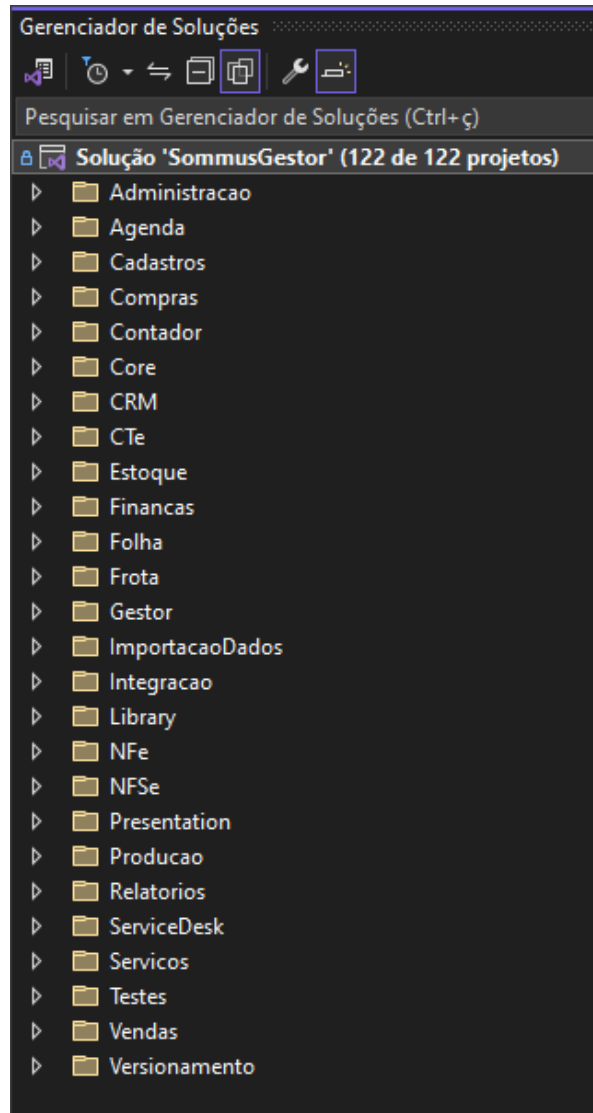 Gerenciador de Soluções
Pesquisar em Gerenciador de Soluções (Ctrl+ç)
Solução 'SommusGestor' (122 de 122 projetos)
Administracao
Agenda
Cadastros
Compras
Contador
Core
CRM
CTe
Estoque
Financas
Folha
Frota
Gestor
ImportacaoDados
Integracao
Library
NFe
NFSe
Presentation
Producao
Relatorios
ServiceDesk
Servicos
Testes
Vendas
Versionamento